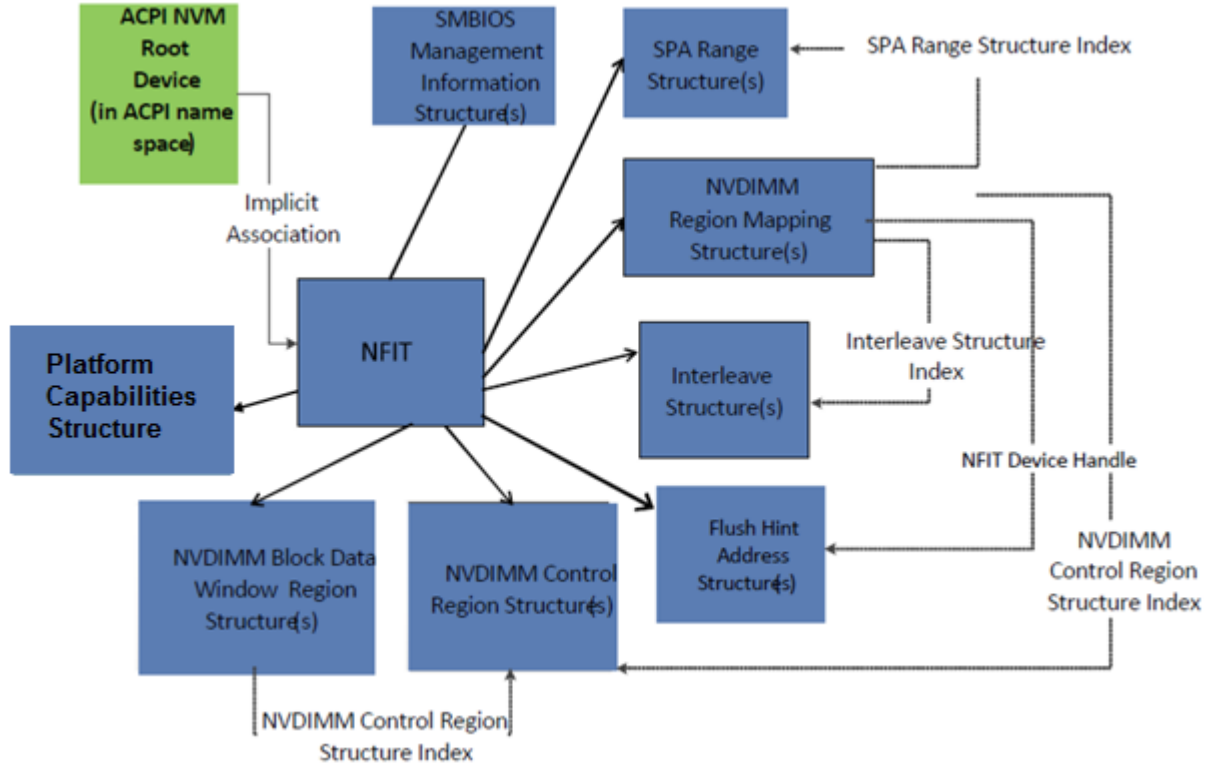 ACPI NVM
Root
Device
(in ACPI name
space)
SMBIOS
Management
Information
Structure(s)
SPA Range
Structure(s)
SPA Range Structure Index
Implicit
Association
NVDIMM
Region Mapping
Structure(s)
NFIT
Platform
Capabilities
Structure
Interleave
Structure(s)
Interleave Structure
Index
NFIT Device Handle
NVDIMM Block Data
Window Region
Structure(s)
NVDIMM Control
Region Structure(s)
Flush Hint
Address
Structure(s)
NVDIMM
Control Region
Structure Index
NVDIMM Control Region
Structure Index